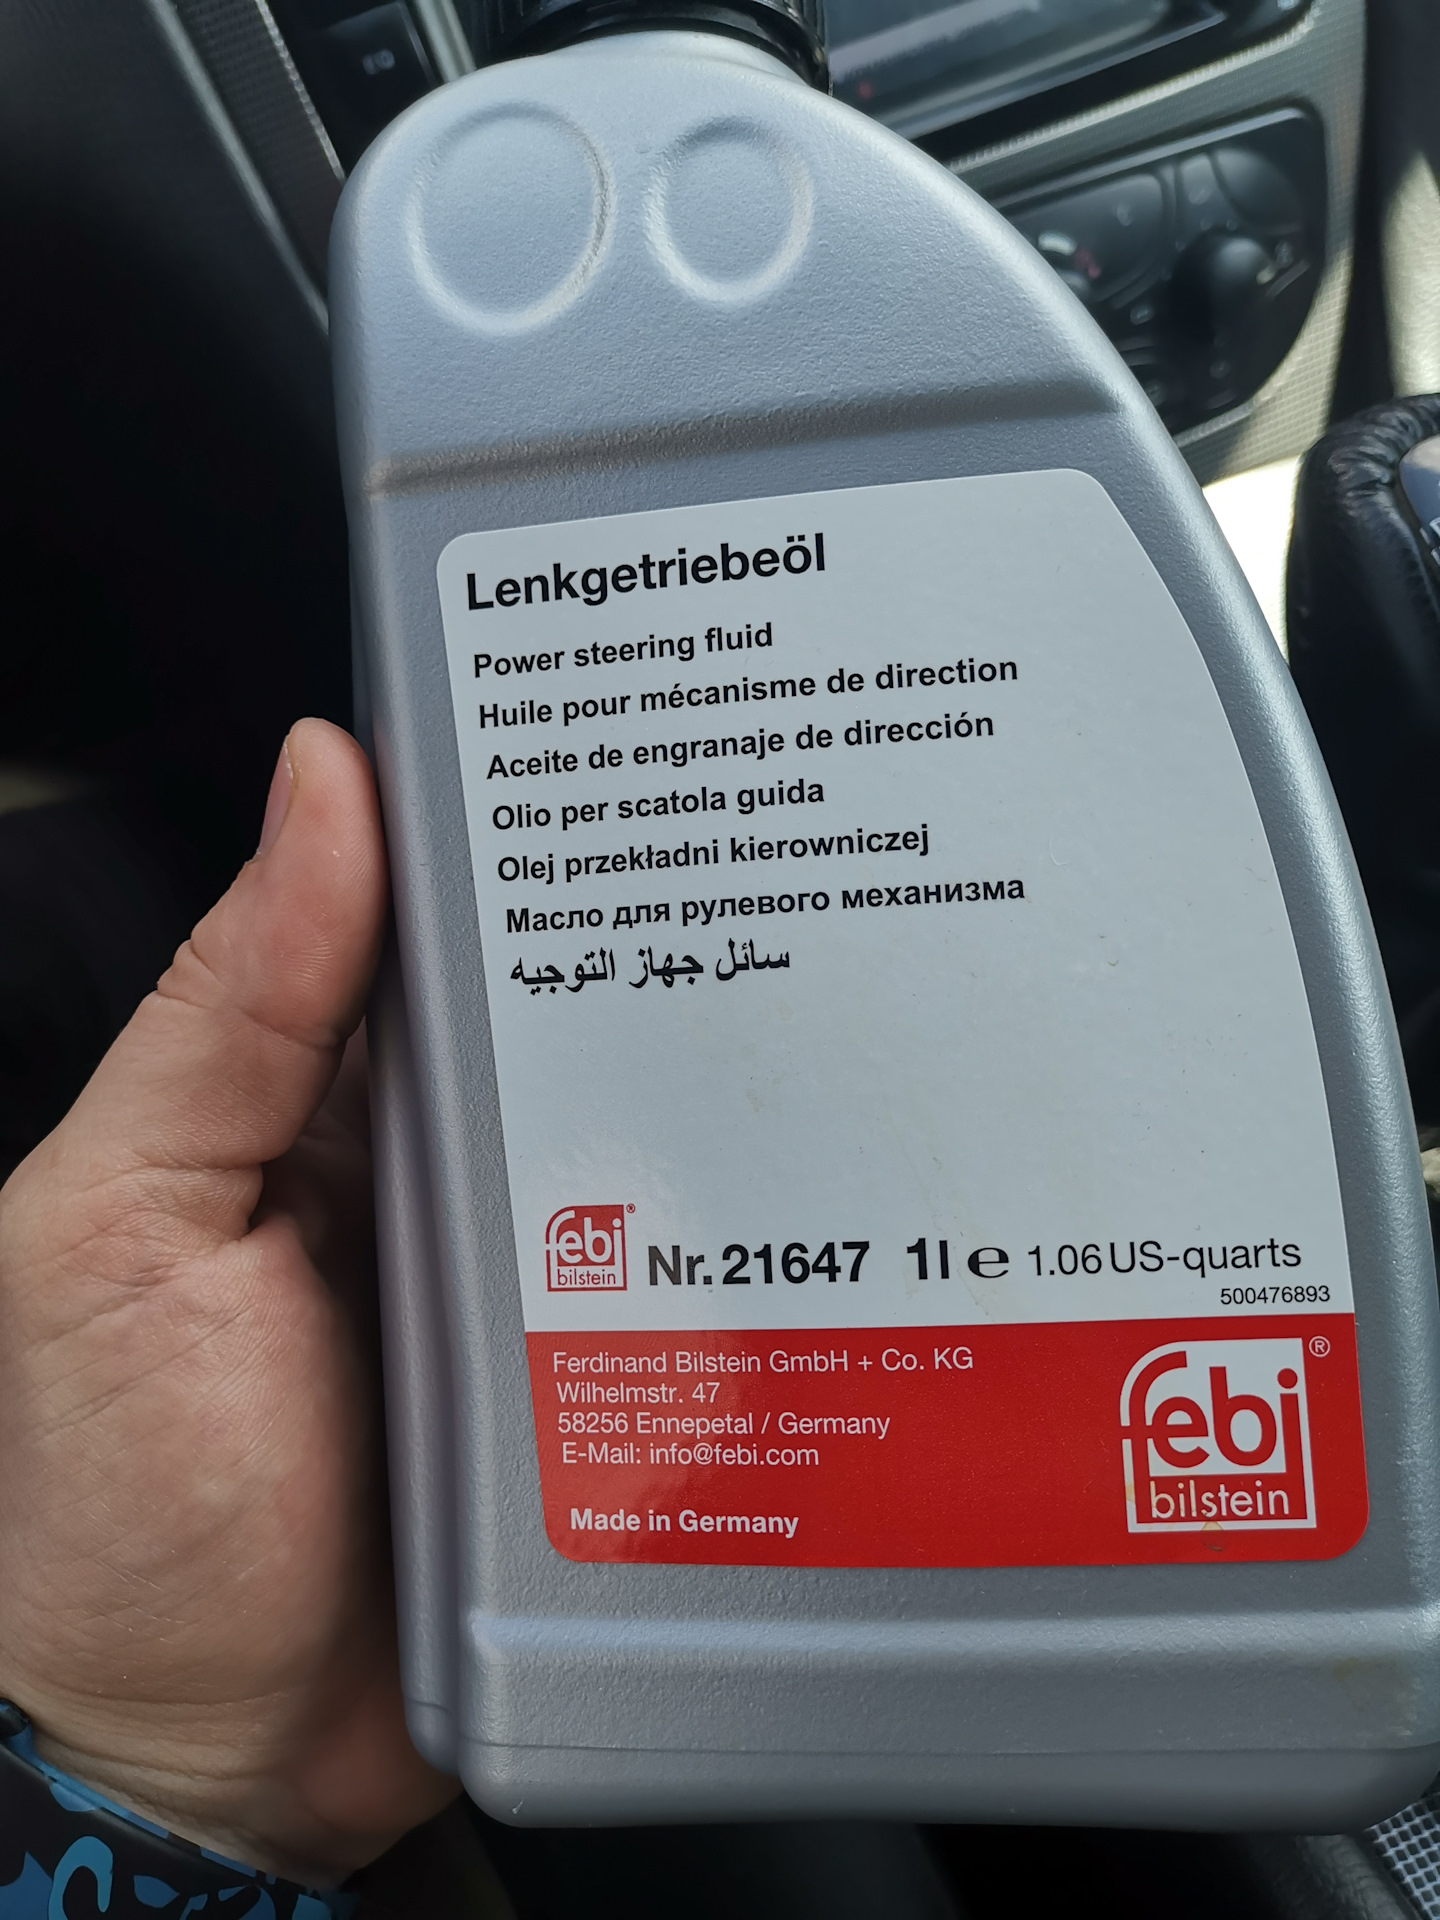 Lenkgetriebeöl
Power steering fluid
Huile pour mécanisme de direction
Aceite de engranaje de dirección
Olio per scatola guida
Olej przekładni kierowniczej
Масло для рулевого механизма
سائل جهاز التوجيه
febi®
bilstein
Nr. 21647 1l ℮ 1.06 US-quarts
500476893
Ferdinand Bilstein GmbH + Co. KG
Wilhelmstr. 47
58256 Ennepetal / Germany
E-Mail: info@febi.com
Made in Germany
febi®
bilstein